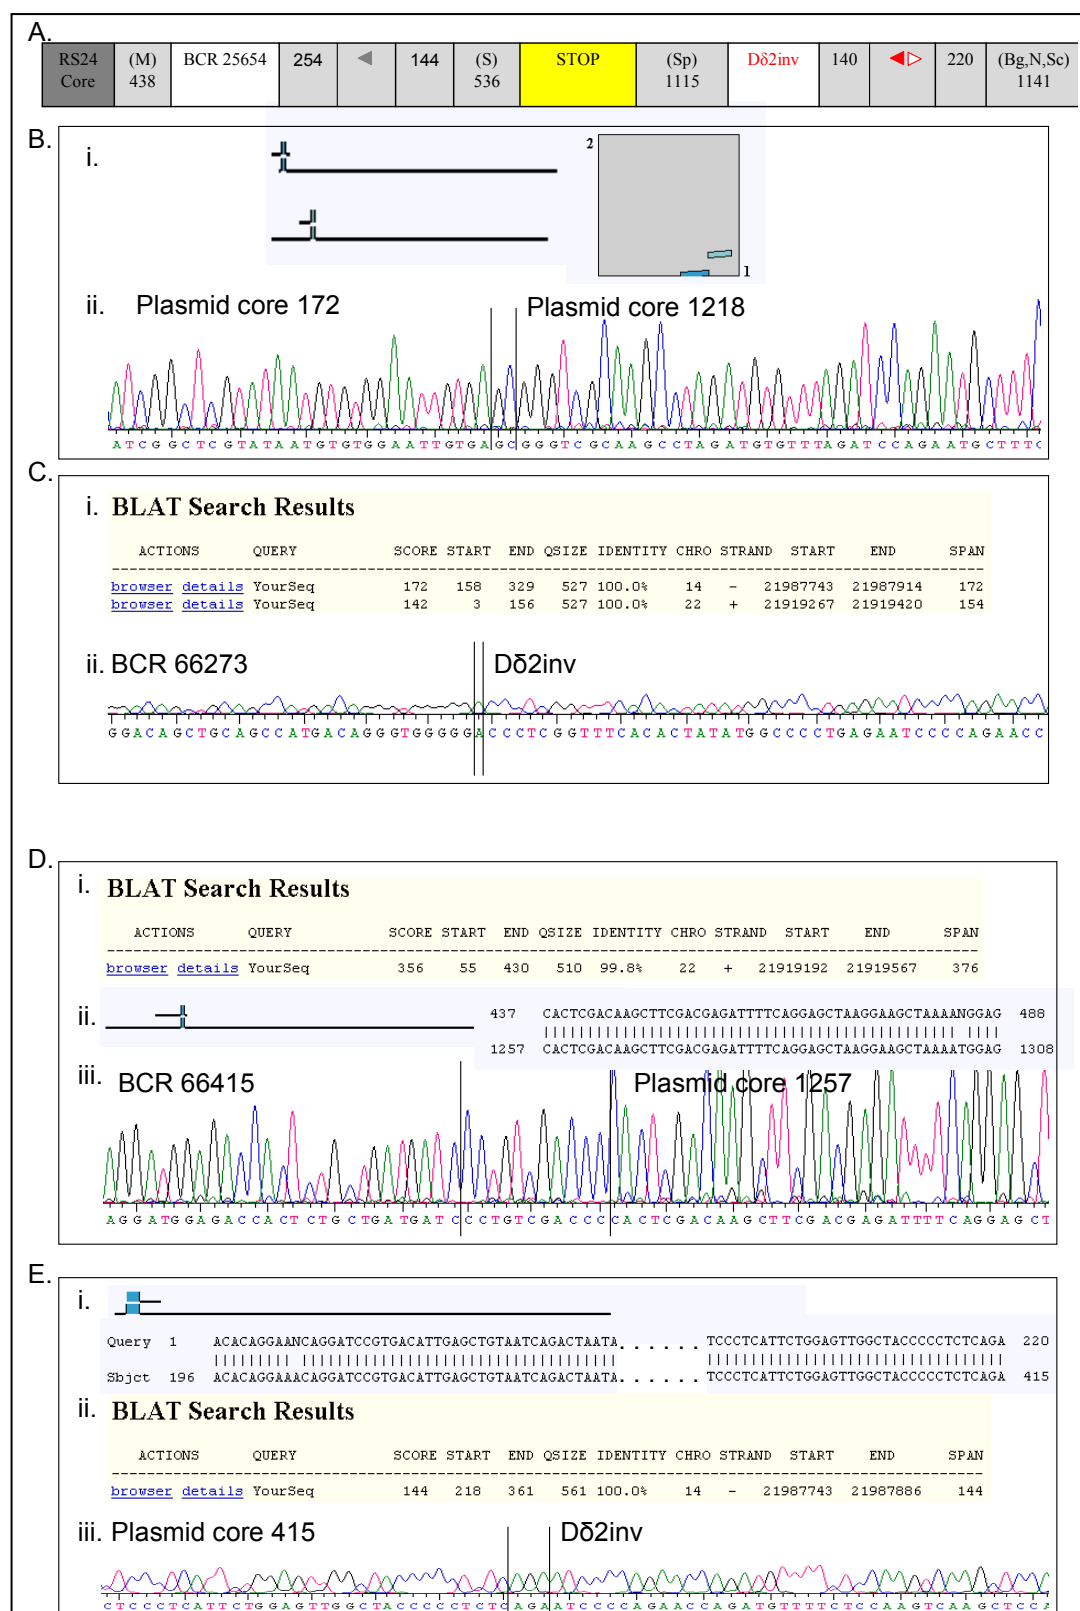 A.
RS24 Core (M) 438 BCR 25654 254 144 (S) 536 STOP (Sp) 1115 Dδ2inv 140 220 (Bg,N,Sc) 1141
B.
i.
2
1
ii. Plasmid core 172 Plasmid core 1218
ATCGGCTCGTATAATGTGTGGAATTGTGAGCGGGTCGCAAGCCTAGATGTGTTTAGATCCAGAATGCTTTC
C.
i. BLAT Search Results
ACTIONS QUERY SCORE START END QSIZE IDENTITY CHRO STRAND START END SPAN
browser details YourSeq 172 158 329 527 100.0% 14 - 21987743 21987914 172
browser details YourSeq 142 3 156 527 100.0% 22 + 21919267 21919420 154
ii. BCR 66273 Dδ2inv
GGACAGCTGCAGCCATGACAGGGTGGGGGACCCTCGGTTTCACACTATATGGCCCCTGAGAATCCCCAGAACC
D.
i. BLAT Search Results
ACTIONS QUERY SCORE START END QSIZE IDENTITY CHRO STRAND START END SPAN
browser details YourSeq 356 55 430 510 99.8% 22 + 21919192 21919567 376
ii.
437 CACTCGACAAGCTTCGACGAGATTTTCAGGAGCTAAGGAAGCTAAAANGGAG 488
1257 CACTCGACAAGCTTCGACGAGATTTTCAGGAGCTAAGGAAGCTAAAATGGAG 1308
iii. BCR 66415 Plasmid core 1257
AGGATGGAGACCACTCTGCTGATGATCCCTGTCGACCCCACTCGACAAGCTTCGACGAGATTTTCAGGAGCT
E.
i.
Query 1 ACACAGGAANCAGGATCCGTGACATTGAGCTGTAATCAGACTAATA......TCCCTCATTCTGGAGTTGGCTACCCCCTCTCAGA 220
Sbjct 196 ACACAGGAAACAGGATCCGTGACATTGAGCTGTAATCAGACTAATA......TCCCTCATTCTGGAGTTGGCTACCCCCTCTCAGA 415
ii. BLAT Search Results
ACTIONS QUERY SCORE START END QSIZE IDENTITY CHRO STRAND START END SPAN
browser details YourSeq 144 218 361 561 100.0% 14 - 21987743 21987886 144
iii. Plasmid core 415 Dδ2inv
CTCCCTCATTCTGGAGTTGGCTACCCCCTCTCAGAATCCCCAGAACCAGATGTTTTCTCCAAGTCAAGCTCCA